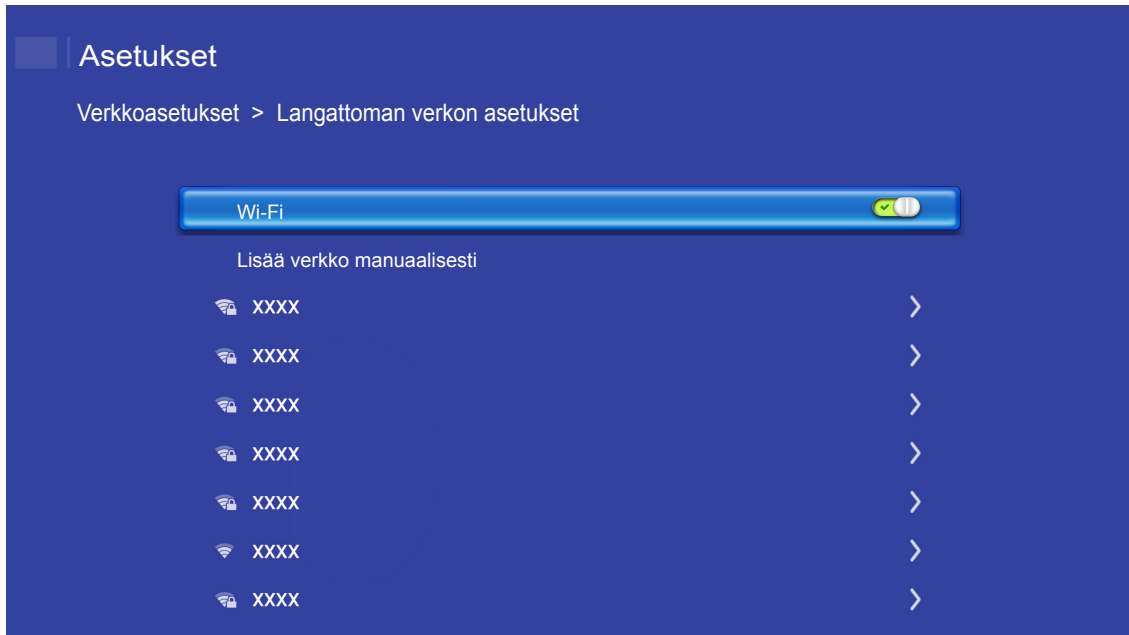 Asetukset
Verkkoasetukset > Langattoman verkon asetukset
Wi-Fi
Lisää verkko manuaalisesti
XXXX
XXXX
XXXX
XXXX
XXXX
XXXX
XXXX